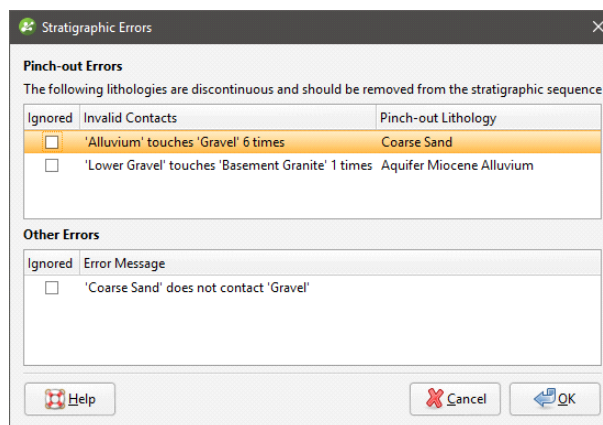 Stratigraphic Errors
Pinch-out Errors
The following lithologies are discontinuous and should be removed from the stratigraphic sequence
Ignored Invalid Contacts Pinch-out Lithology
'Alluvium' touches 'Gravel' 6 times Coarse Sand
'Lower Gravel' touches 'Basement Granite' 1 times Aquifer Miocene Alluvium
Other Errors
Ignored Error Message
'Coarse Sand' does not contact 'Gravel'
Help Cancel OK